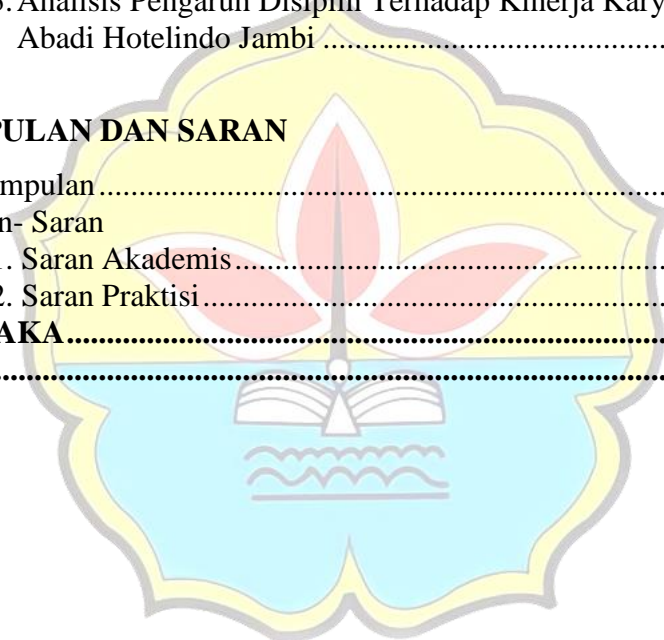 . Analisis Pengaruh Disiplin Terhadap Kinerja Kary
Abadi Hotelindo Jambi ........................................................
PULAN DAN SARAN
mpulan ..............................................................................................
n- Saran
1. Saran Akademis ......................................................................
2. Saran Praktisi ...........................................................................
AKA ..................................................................................................
..............................................................................................................